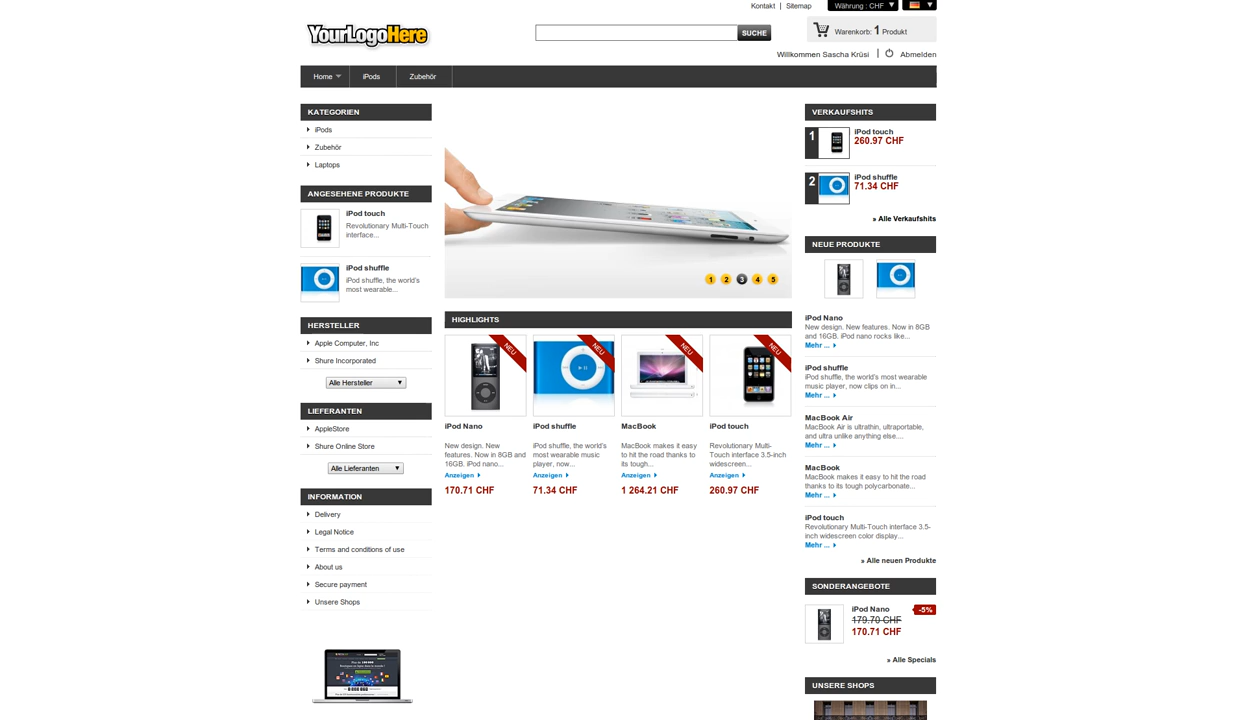 Kontakt | Sitemap
Währung : CHF ▼
YourLogoHere
SUCHE
Warenkorb: 1 Produkt
Willkommen Sascha Krüsi | Abmelden
Home
iPods
Zubehör
KATEGORIEN
iPods
Zubehör
Laptops
ANGESEHENE PRODUKTE
iPod touch
Revolutionary Multi-Touch
interface...
iPod shuffle
iPod shuffle, the world's
most wearable...
HERSTELLER
Apple Computer, Inc
Shure Incorporated
Alle Hersteller
LIEFERANTEN
AppleStore
Shure Online Store
Alle Lieferanten
INFORMATION
Delivery
Legal Notice
Terms and conditions of use
About us
Secure payment
Unsere Shops
1 2 3 4 5
HIGHLIGHTS
NEU
NEU
NEU
NEU
iPod Nano
New design. New
features. Now in 8GB and
16GB. iPod nano...
Anzeigen
170.71 CHF
iPod shuffle
iPod shuffle, the world's
most wearable music
player, now...
Anzeigen
71.34 CHF
MacBook
MacBook makes it easy
to hit the road thanks to
its tough...
Anzeigen
1 264.21 CHF
iPod touch
Revolutionary Multi-
Touch interface 3.5-inch
widescreen...
Anzeigen
260.97 CHF
VERKAUFSHITS
1
iPod touch
260.97 CHF
2
iPod shuffle
71.34 CHF
» Alle Verkaufshits
NEUE PRODUKTE
iPod Nano
New design. New features. Now in 8GB
and 16GB. iPod nano rocks like...
Mehr ...
iPod shuffle
iPod shuffle, the world's most wearable
music player, now clips on in...
Mehr ...
MacBook Air
MacBook Air is ultrathin, ultraportable,
and ultra unlike anything else....
Mehr ...
MacBook
MacBook makes it easy to hit the road
thanks to its tough polycarbonate...
Mehr ...
iPod touch
Revolutionary Multi-Touch interface 3.5-
inch widescreen color display...
Mehr ...
» Alle neuen Produkte
SONDERANGEBOTE
iPod Nano
-5%
179.70 CHF
170.71 CHF
» Alle Specials
UNSERE SHOPS